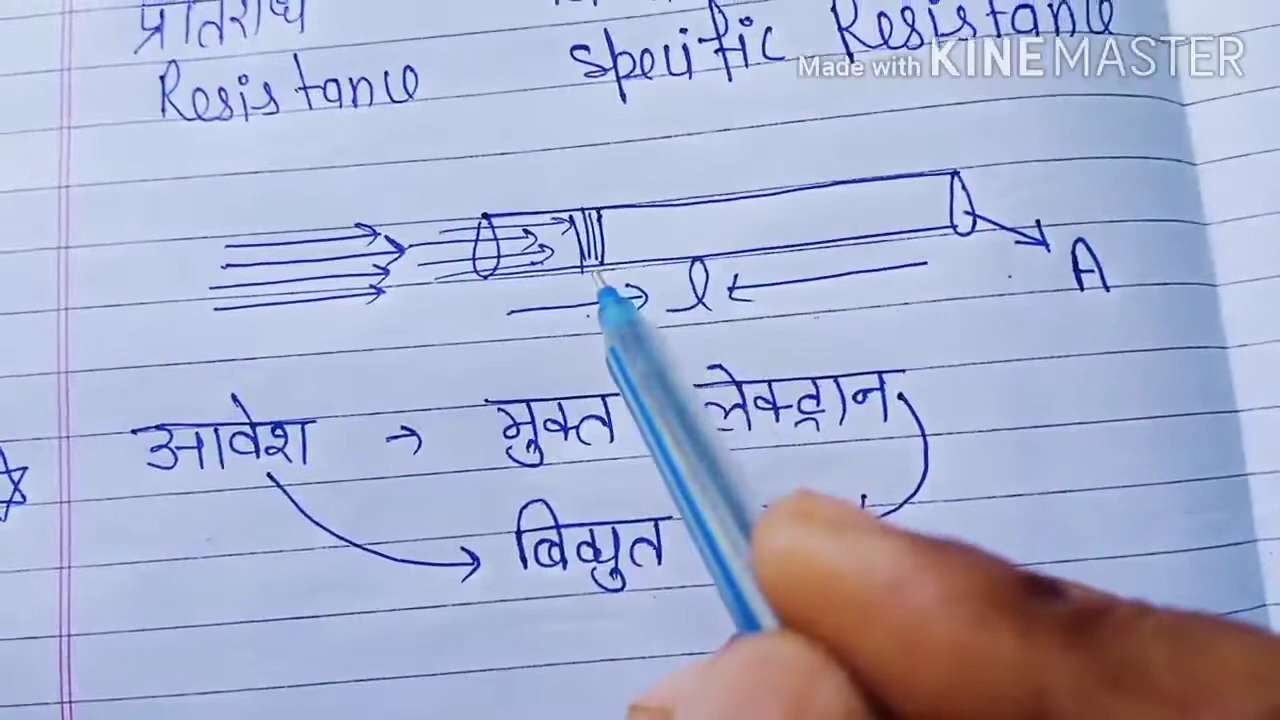 प्रतिरोध
Specific Resistance
Resistance
Made with KINEMASTER
l
A
आवेश → मुक्त लेक्ट्रान
विद्युत